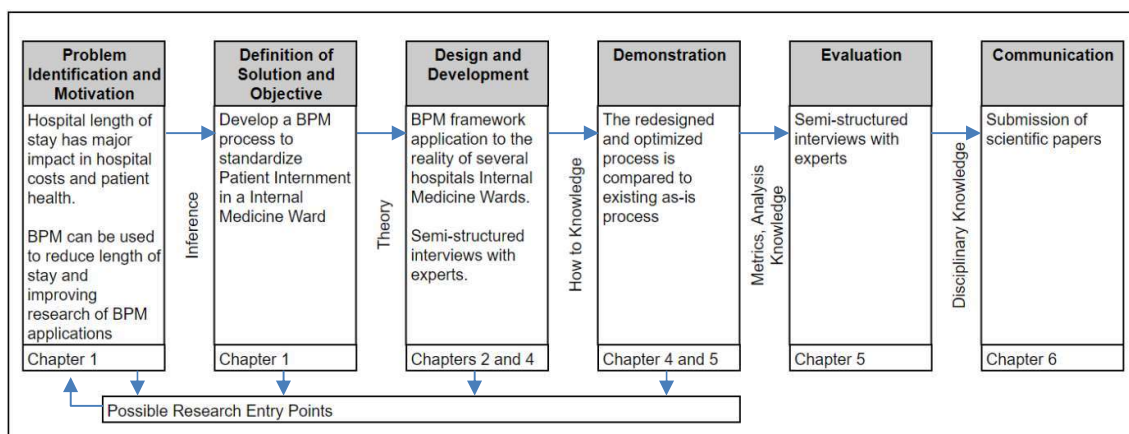 Problem
Identification and
Motivation
Hospital length of
stay has major
impact in hospital
costs and patient
health.
BPM can be used
to reduce length of
stay and
improving
research of BPM
applications
Chapter 1
Inference
Definition of
Solution and
Objective
Develop a BPM
process to
standardize
Patient Internment
in a Internal
Medicine Ward
Chapter 1
Theory
Design and
Development
BPM framework
application to the
reality of several
hospitals Internal
Medicine Wards.
Semi-structured
interviews with
experts.
Chapters 2 and 4
How to Knowledge
Demonstration
The redesigned
and optimized
process is
compared to
existing as-is
process
Chapter 4 and 5
Metrics, Analysis
Knowledge
Evaluation
Semi-structured
interviews with
experts
Chapter 5
Disciplinary Knowledge
Communication
Submission of
scientific papers
Chapter 6
Possible Research Entry Points